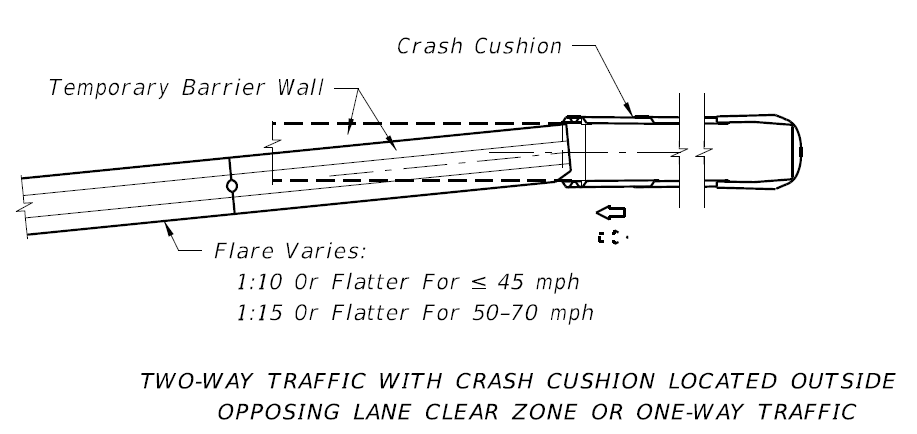 Crash Cushion
Temporary Barrier Wall
Flare Varies:
1:10 Or Flatter For ≤ 45 mph
1:15 Or Flatter For 50-70 mph
TWO-WAY TRAFFIC WITH CRASH CUSHION LOCATED OUTSIDE
OPPOSING LANE CLEAR ZONE OR ONE-WAY TRAFFIC